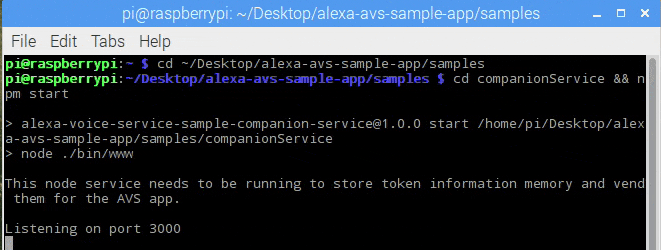 pi@raspberrypi: ~/Desktop/alexa-avs-sample-app/samples
File Edit Tabs Help
pi@raspberrypi:~ $ cd ~/Desktop/alexa-avs-sample-app/samples
pi@raspberrypi:~/Desktop/alexa-avs-sample-app/samples $ cd companionService && n
pm start
> alexa-voice-service-sample-companion-service@1.0.0 start /home/pi/Desktop/alex
a-avs-sample-app/samples/companionService
> node ./bin/www
This node service needs to be running to store token information memory and vend
them for the AVS app.
Listening on port 3000